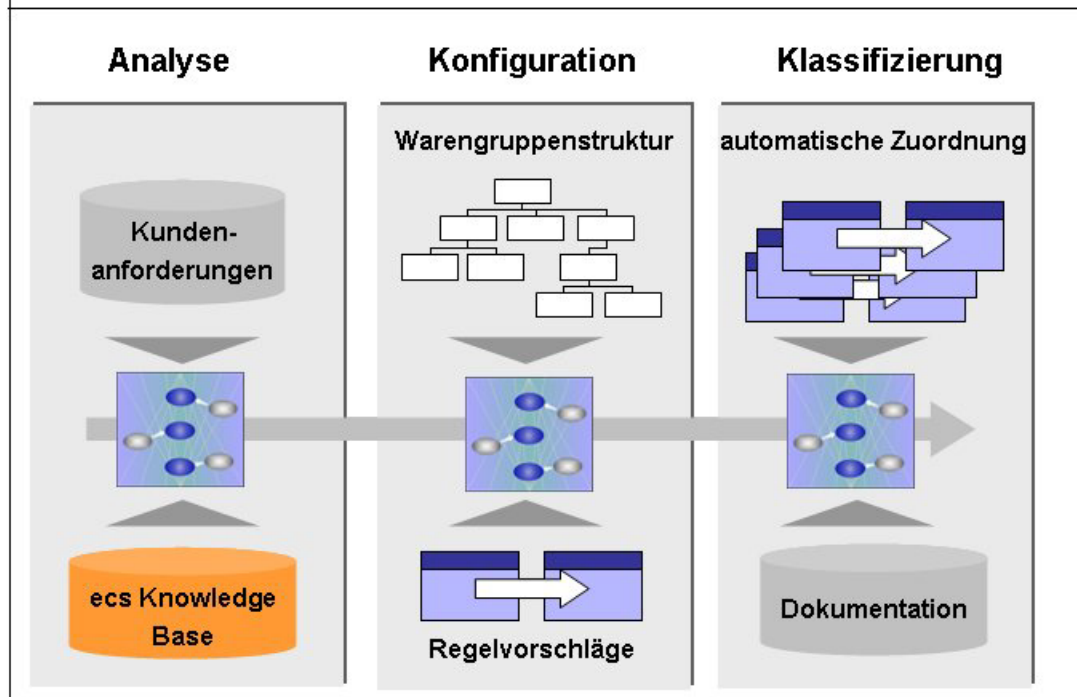 Analyse
Konfiguration
Klassifizierung
Kunden-
anforderungen
ecs Knowledge
Base
Warengruppenstruktur
Regelvorschläge
automatische Zuordnung
Dokumentation